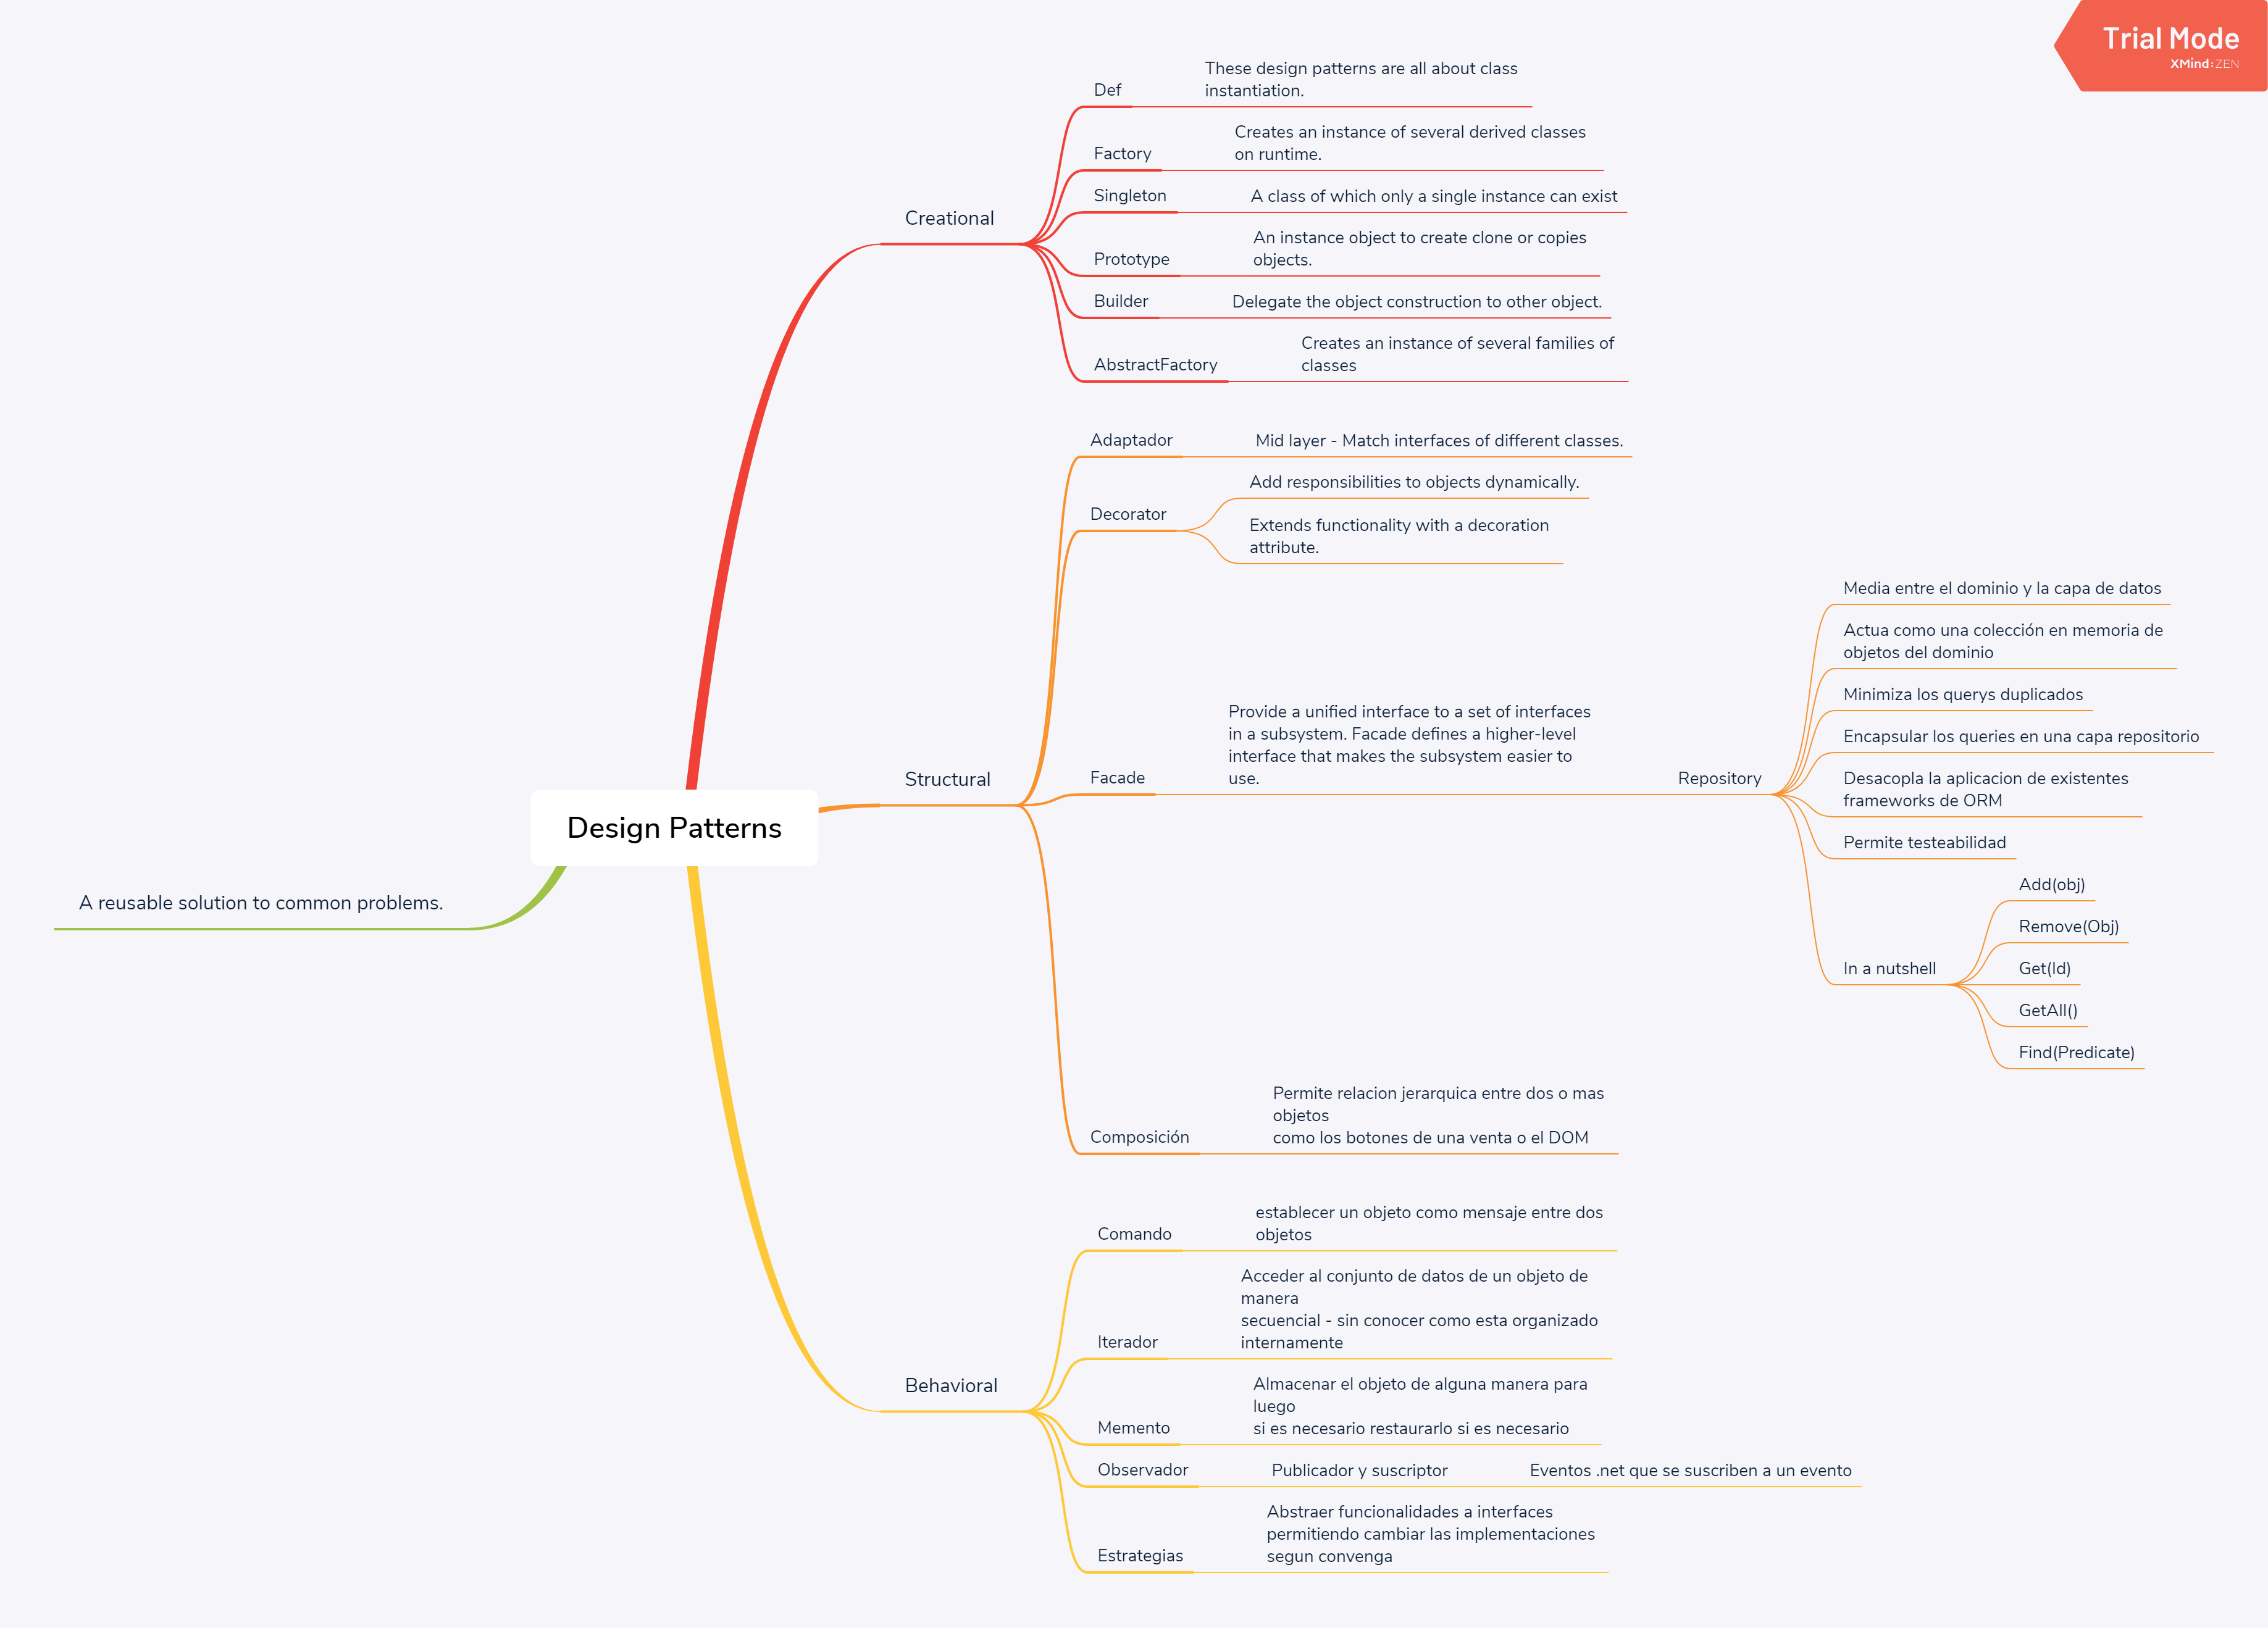 Trial Mode
XMind:ZEN
Design Patterns
A reusable solution to common problems.
Creational
Def
These design patterns are all about class
instantiation.
Factory
Creates an instance of several derived classes
on runtime.
Singleton
A class of which only a single instance can exist
Prototype
An instance object to create clone or copies
objects.
Builder
Delegate the object construction to other object.
AbstractFactory
Creates an instance of several families of
classes
Structural
Adaptador
Mid layer - Match interfaces of different classes.
Decorator
Add responsibilities to objects dynamically.
Extends functionality with a decoration
attribute.
Facade
Provide a unified interface to a set of interfaces
in a subsystem. Facade defines a higher-level
interface that makes the subsystem easier to
use.
Repository
Media entre el dominio y la capa de datos
Actua como una colección en memoria de
objetos del dominio
Minimiza los querys duplicados
Encapsular los queries en una capa repositorio
Desacopla la aplicacion de existentes
frameworks de ORM
Permite testeabilidad
In a nutshell
Add(obj)
Remove(Obj)
Get(Id)
GetAll()
Find(Predicate)
Composición
Permite relacion jerarquica entre dos o mas
objetos
como los botones de una venta o el DOM
Behavioral
Comando
establecer un objeto como mensaje entre dos
objetos
Iterador
Acceder al conjunto de datos de un objeto de
manera
secuencial - sin conocer como esta organizado
internamente
Memento
Almacenar el objeto de alguna manera para
luego
si es necesario restaurarlo si es necesario
Observador
Publicador y suscriptor
Eventos .net que se suscriben a un evento
Estrategias
Abstraer funcionalidades a interfaces
permitiendo cambiar las implementaciones
segun convenga